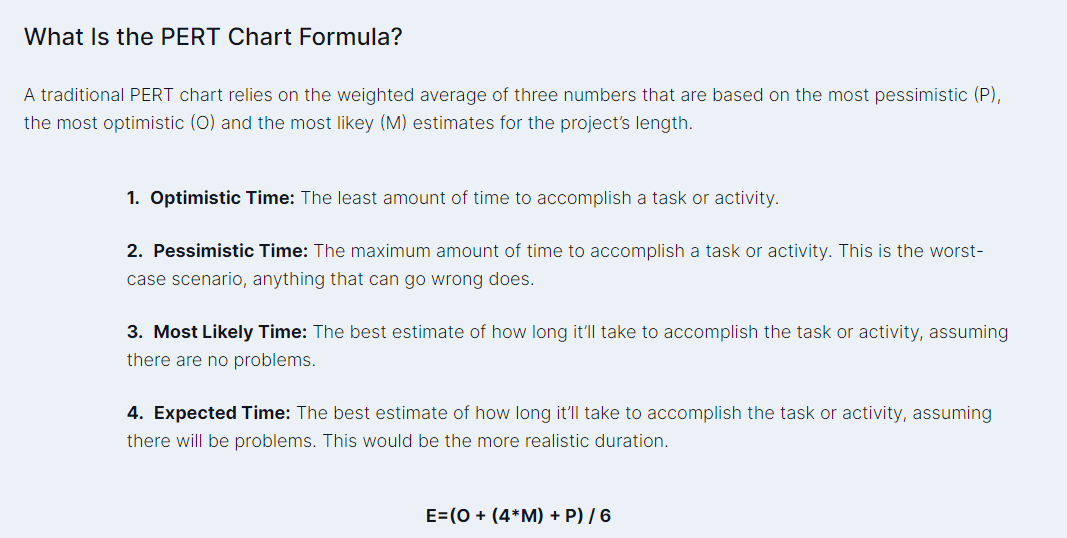 What Is the PERT Chart Formula?
A traditional PERT chart relies on the weighted average of three numbers that are based on the most pessimistic (P),
the most optimistic (O) and the most likey (M) estimates for the project’s length.
1. Optimistic Time: The least amount of time to accomplish a task or activity.
2. Pessimistic Time: The maximum amount of time to accomplish a task or activity. This is the worst-
case scenario, anything that can go wrong does.
3. Most Likely Time: The best estimate of how long it’ll take to accomplish the task or activity, assuming
there are no problems.
4. Expected Time: The best estimate of how long it’ll take to accomplish the task or activity, assuming
there will be problems. This would be the more realistic duration.
E=(O + (4*M) + P) / 6